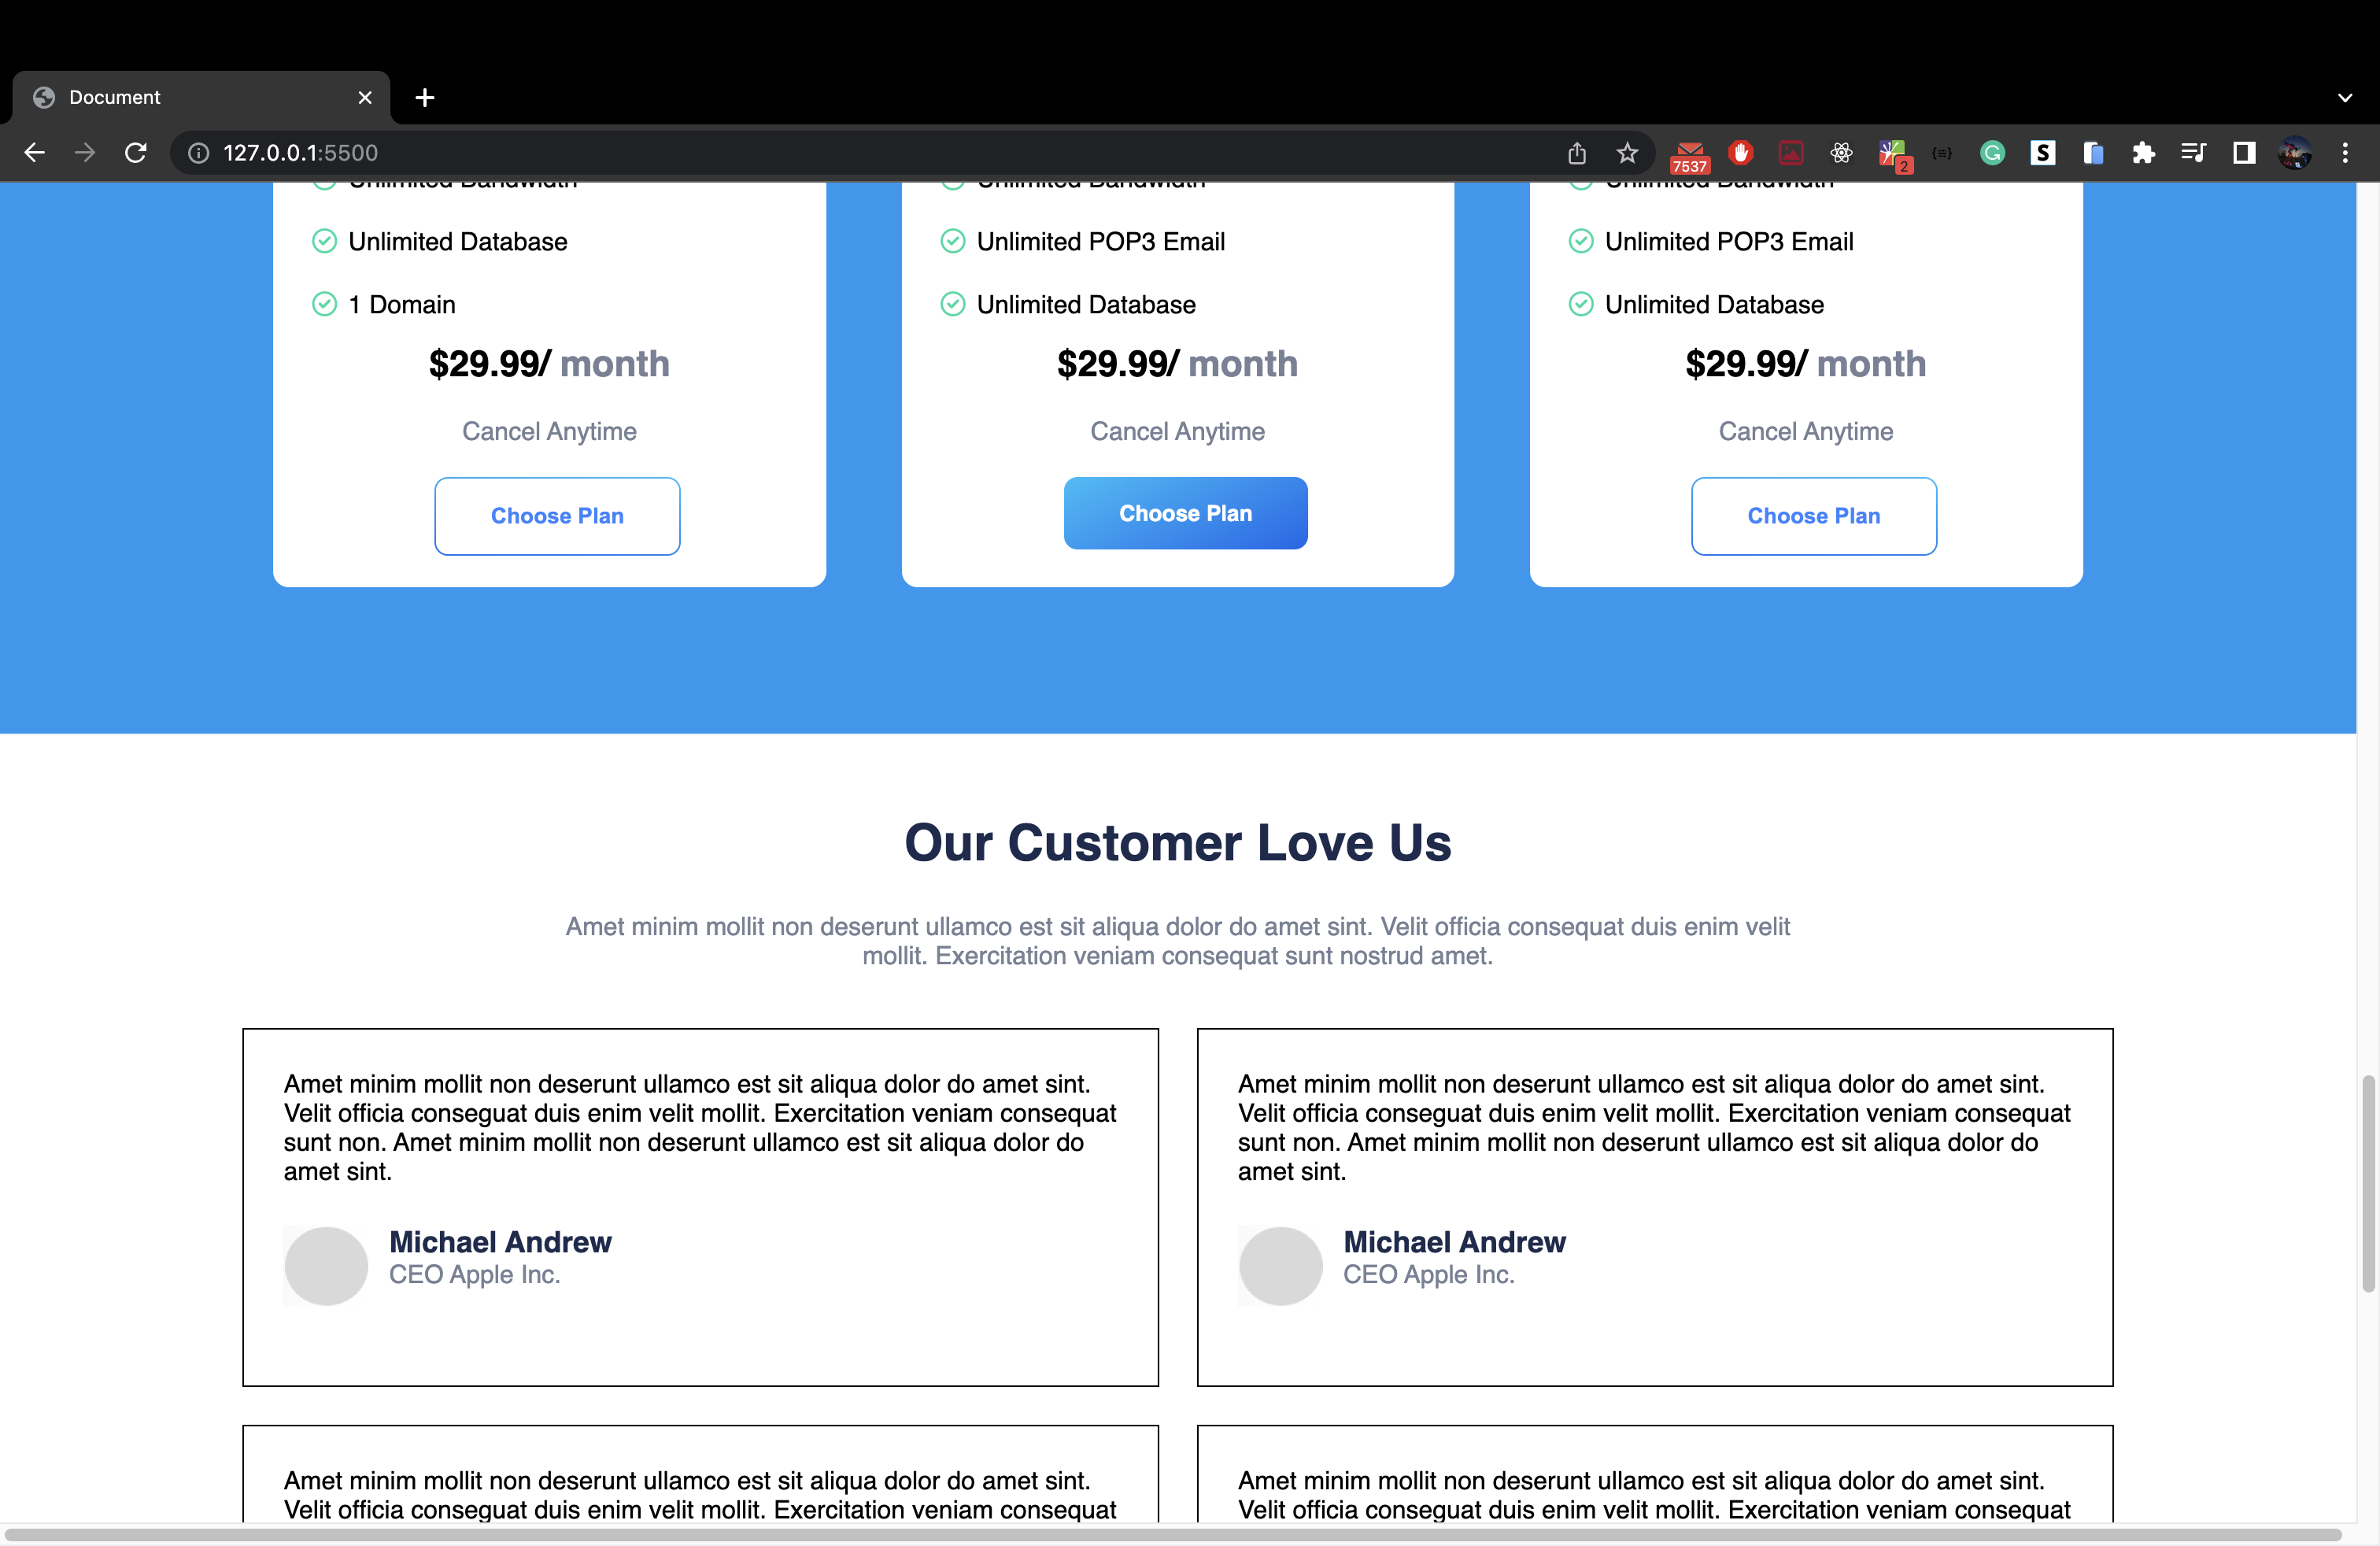 Document
127.0.0.1:5500
7537
2
Unlimited Bandwidth
Unlimited Bandwidth
Unlimited Bandwidth
Unlimited Database
Unlimited POP3 Email
Unlimited POP3 Email
1 Domain
Unlimited Database
Unlimited Database
$29.99/ month
$29.99/ month
$29.99/ month
Cancel Anytime
Cancel Anytime
Cancel Anytime
Choose Plan
Choose Plan
Choose Plan
Our Customer Love Us
Amet minim mollit non deserunt ullamco est sit aliqua dolor do amet sint. Velit officia consequat duis enim velit
mollit. Exercitation veniam consequat sunt nostrud amet.
Amet minim mollit non deserunt ullamco est sit aliqua dolor do amet sint.
Velit officia conseguat duis enim velit mollit. Exercitation veniam consequat
sunt non. Amet minim mollit non deserunt ullamco est sit aliqua dolor do
amet sint.
Michael Andrew
CEO Apple Inc.
Amet minim mollit non deserunt ullamco est sit aliqua dolor do amet sint.
Velit officia conseguat duis enim velit mollit. Exercitation veniam consequat
sunt non. Amet minim mollit non deserunt ullamco est sit aliqua dolor do
amet sint.
Michael Andrew
CEO Apple Inc.
Amet minim mollit non deserunt ullamco est sit aliqua dolor do amet sint.
Velit officia conseguat duis enim velit mollit. Exercitation veniam consequat
Amet minim mollit non deserunt ullamco est sit aliqua dolor do amet sint.
Velit officia conseguat duis enim velit mollit. Exercitation veniam consequat